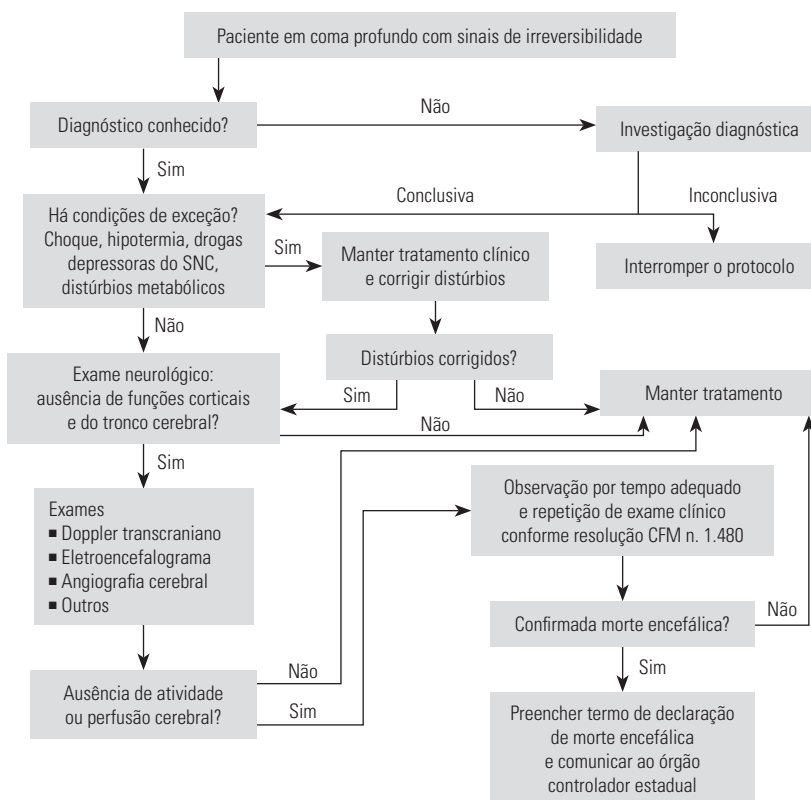 Paciente em coma profundo com sinais de irreversibilidade
Não
Diagnóstico conhecido?
Investigação diagnóstica
Sim
Conclusiva
Inconclusiva
Há condições de exceção?
Choque, hipotermia, drogas
depressoras do SNC,
distúrbios metabólicos
Sim
Manter tratamento clínico
e corrigir distúrbios
Interromper o protocolo
Não
Distúrbios corrigidos?
Exame neurológico:
ausência de funções corticais
e do tronco cerebral?
Sim
Não
Manter tratamento
Não
Sim
Exames
▪ Doppler transcraniano
▪ Eletroencefalograma
▪ Angiografia cerebral
▪ Outros
Observação por tempo adequado
e repetição de exame clínico
conforme resolução CFM n. 1.480
Não
Confirmada morte encefálica?
Não
Ausência de atividade
ou perfusão cerebral?
Sim
Sim
Preencher termo de declaração
de morte encefálica
e comunicar ao órgão
controlador estadual